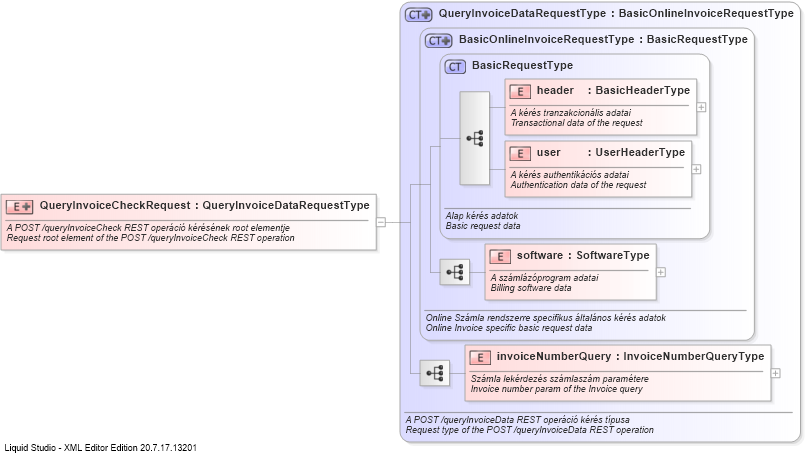 CT QueryInvoiceDataRequestType : BasicOnlineInvoiceRequestType
CT BasicOnlineInvoiceRequestType : BasicRequestType
CT BasicRequestType
E header : BasicHeaderType
A kérés tranzakcionális adatai
Transactional data of the request
E user : UserHeaderType
A kérés authentikációs adatai
Authentication data of the request
E QueryInvoiceCheckRequest : QueryInvoiceDataRequestType
A POST /queryInvoiceCheck REST operáció kérésének root elementje
Request root element of the POST /queryInvoiceCheck REST operation
Alap kérés adatok
Basic request data
E software : SoftwareType
A számlázóprogram adatai
Billing software data
Online Számla rendszerre specifikus általános kérés adatok
Online Invoice specific basic request data
E invoiceNumberQuery : InvoiceNumberQueryType
Számla lekérdezés számlaszám paramétere
Invoice number param of the Invoice query
A POST /queryInvoiceData REST operáció kérés típusa
Request type of the POST /queryInvoiceData REST operation
Liquid Studio - XML Editor Edition 20.7.17.13201